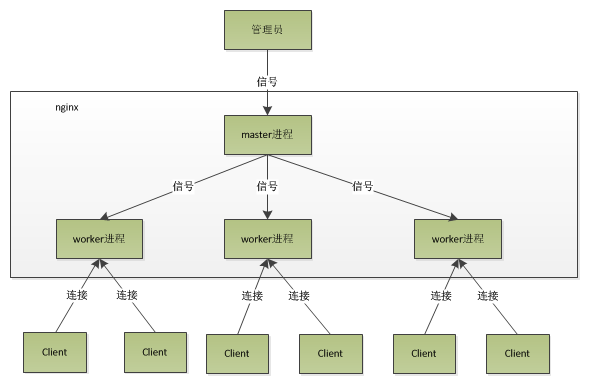 管理员
信号
nginx
master进程
信号
信号
信号
worker进程
worker进程
worker进程
连接
连接
连接
连接
连接
连接
Client
Client
Client
Client
Client
Client